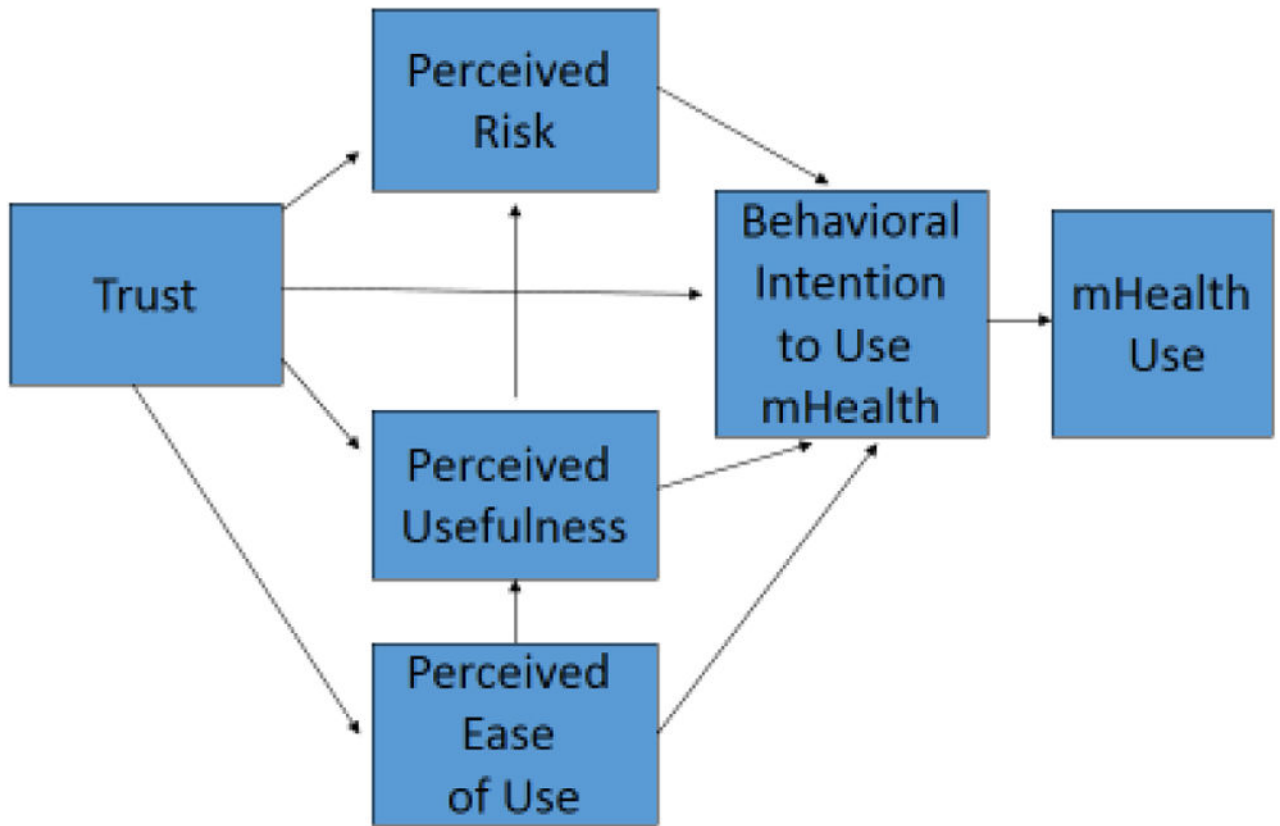 Perceived
Risk
Trust
Behavioral
Intention
to Use
mHealth
mHealth
Use
Perceived
Usefulness
Perceived
Ease
of Use